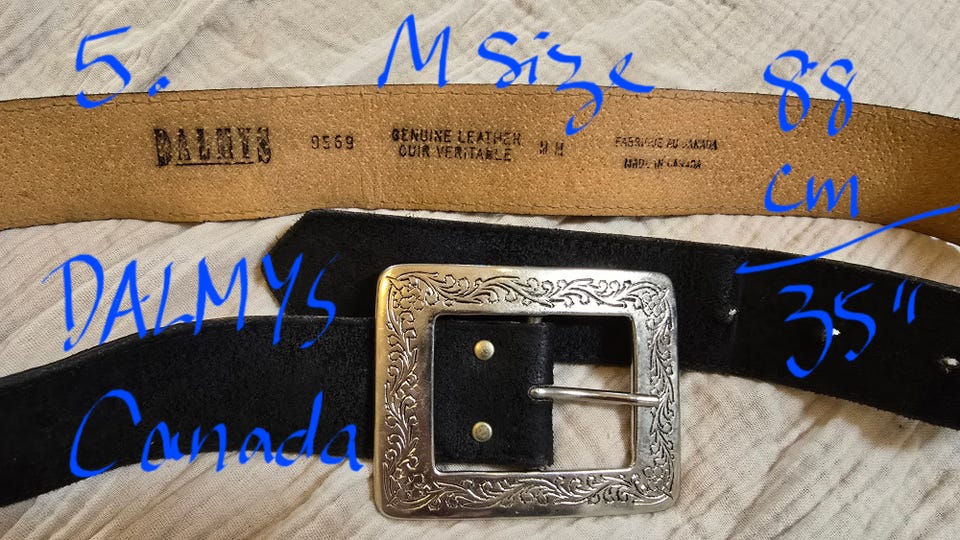 5. M Size 88
cm
35"
DALMYS
Canada
DALMYS 9569 GENUINE LEATHER
CUIR VERITABLE M M FABRIQUE AU CANADA
MADE IN CANADA